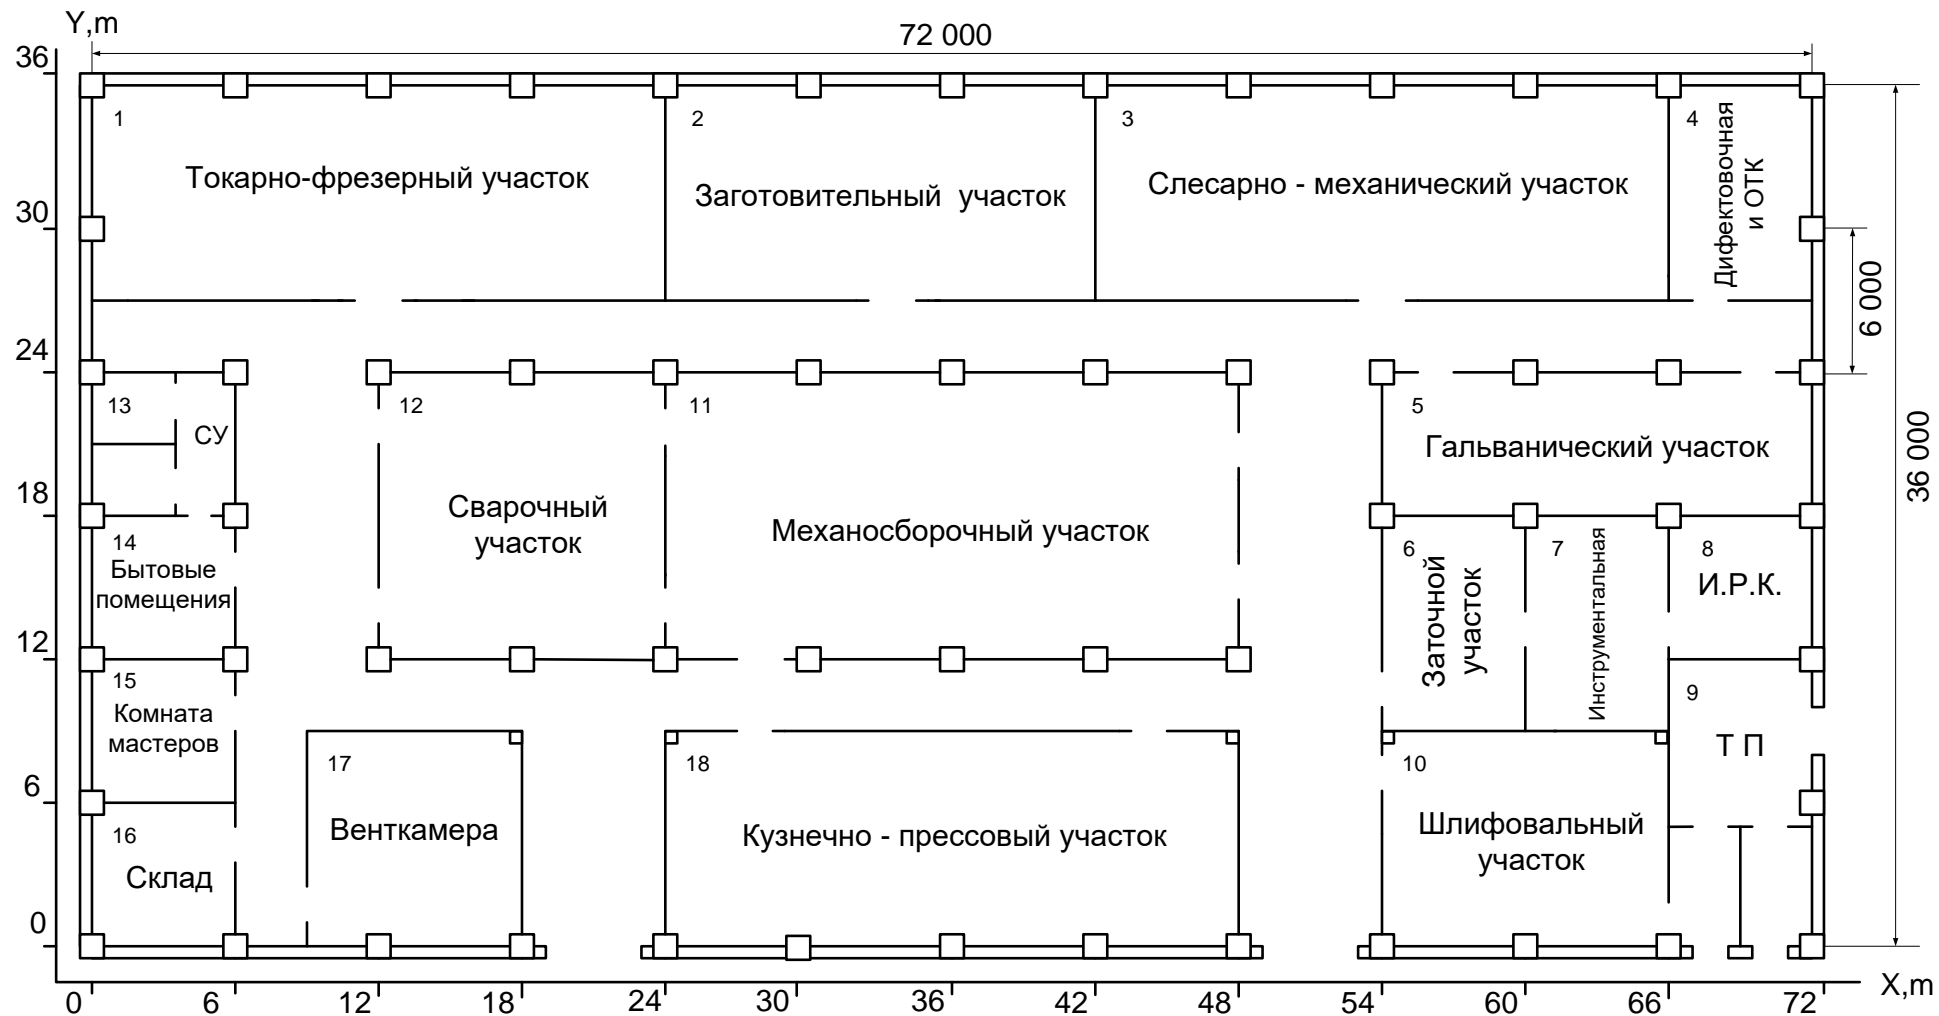 Y,m
72 000
36
30
24
18
12
6
0
1
Токарно-фрезерный участок
2
Заготовительный участок
3
Слесарно - механический участок
4
Дифектовочная
и ОТК
6 000
36 000
13
СУ
12
Сварочный
участок
11
Механосборочный участок
5
Гальванический участок
14
Бытовые
помещения
6
Заточной
участок
7
Инструментальная
8
И.Р.К.
15
Комната
мастеров
9
Т П
16
Склад
17
Венткамера
18
Кузнечно - прессовый участок
10
Шлифовальный
участок
0
6
12
18
24
30
36
42
48
54
60
66
72
X,m